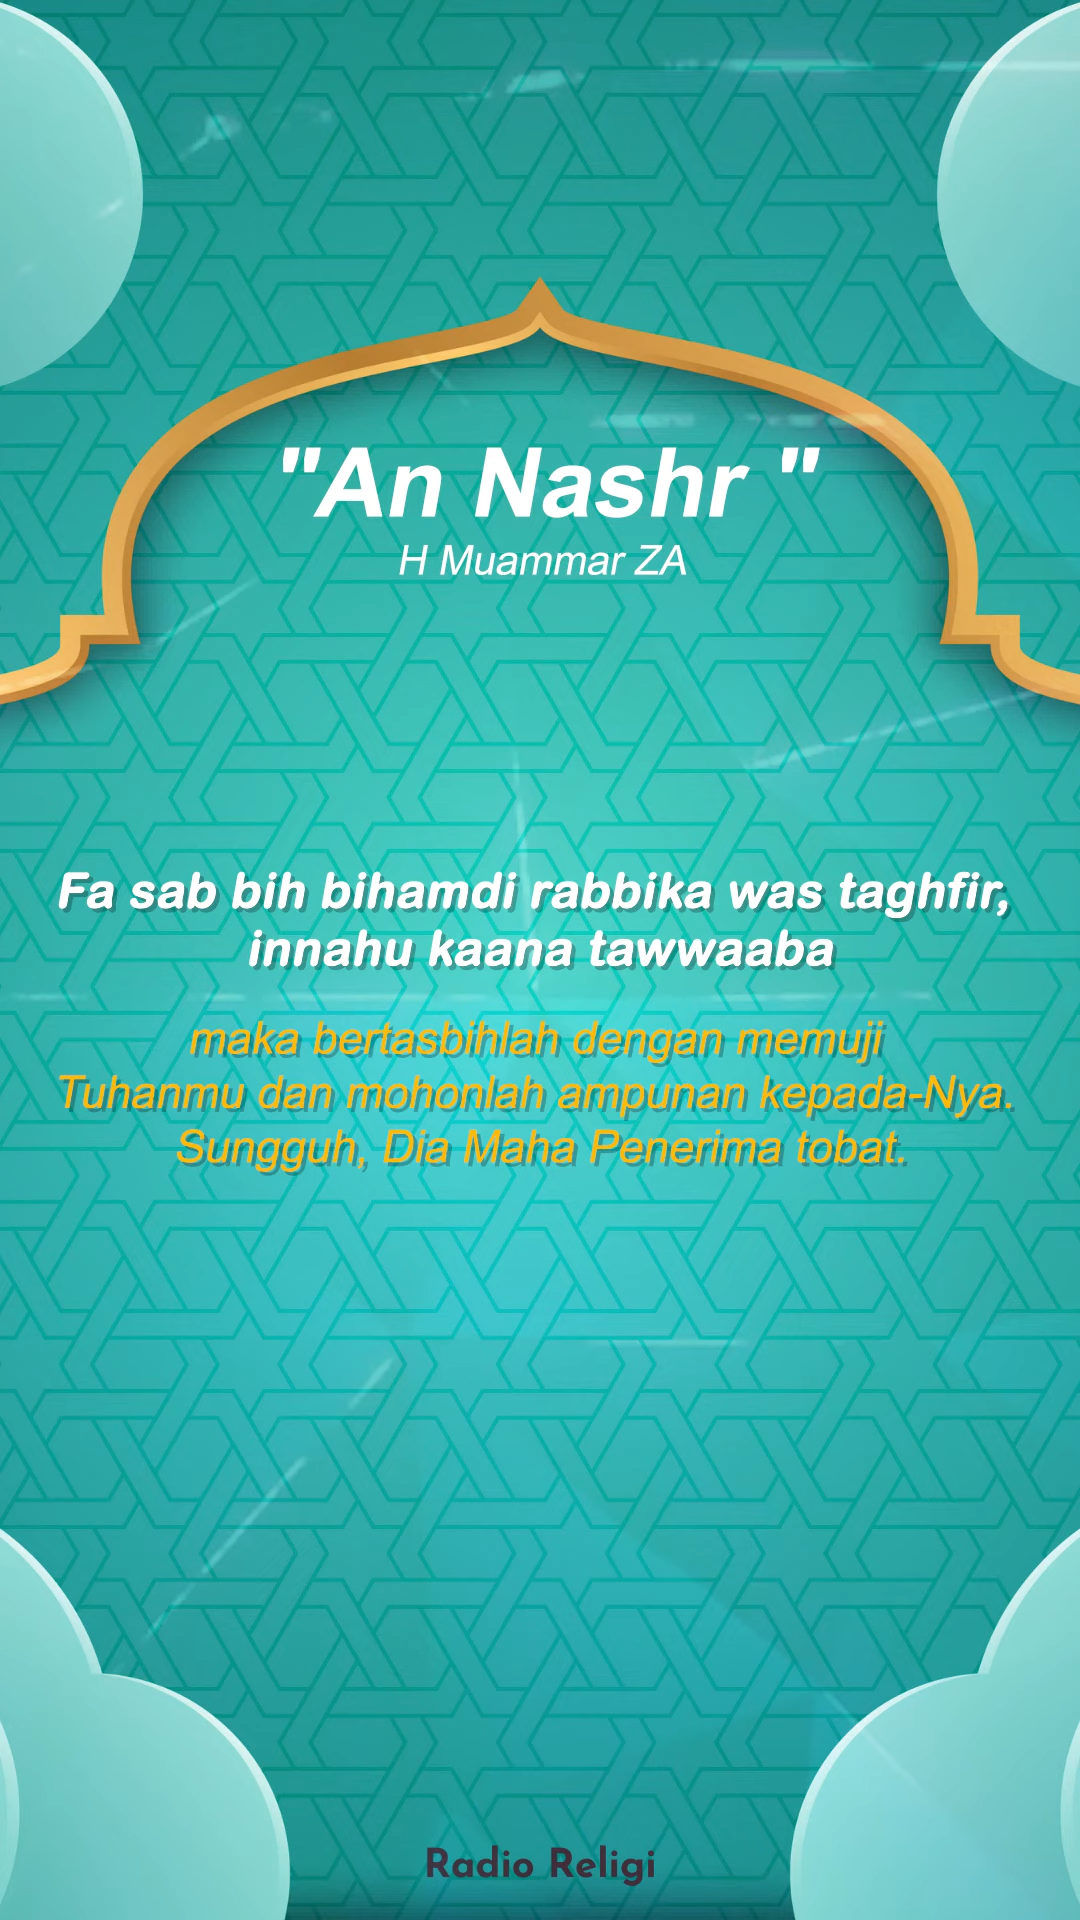 "An Nashr "
H Muammar ZA
Fa sab bih bihamdi rabbika was taghfir,
innahu kaana tawwaaba
maka bertasbihlah dengan memuji
Tuhanmu dan mohonlah ampunan kepada-Nya.
Sungguh, Dia Maha Penerima tobat.
Radio Religi